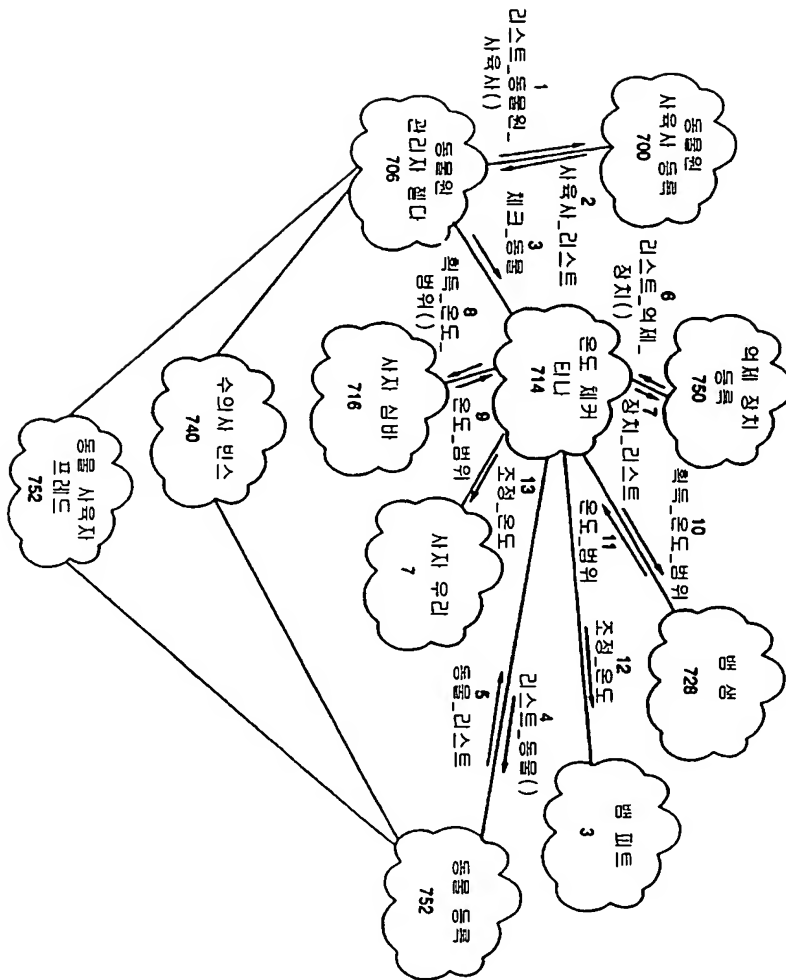 동물원
사육사 등록
700
1
리스트_동물원_
사육사()
2
사육사_리스트
동물원
관리자 젤다
706
3
체크_동물
외제 장치
등록
750
6
리스트_외제_
장치()
7
장치_리스트
온도 체커
티나
714
8
획득_온도_
범위()
9
온도_범위
사자 심바
716
10
획득_온도_범위
11
온도_범위
뱀 샘
728
12
조정_온도
뱀 피트
3
13
조정_온도
사자 우리
7
4
리스트_동물()
5
동물_리스트
동물 등록
752
수의사 빈스
740
동물 사육자
프레드
752